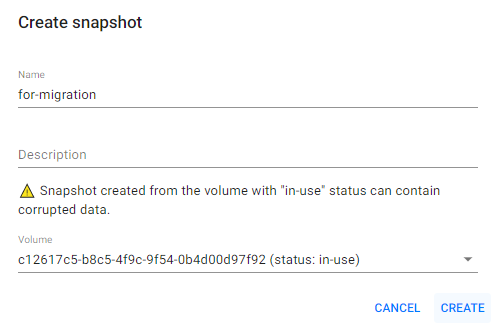 Create snapshot
Name
for-migration
Description
Snapshot created from the volume with "in-use" status can contain
corrupted data.
Volume
c12617c5-b8c5-4f9c-9f54-0b4d00d97f92 (status: in-use)
CANCEL CREATE